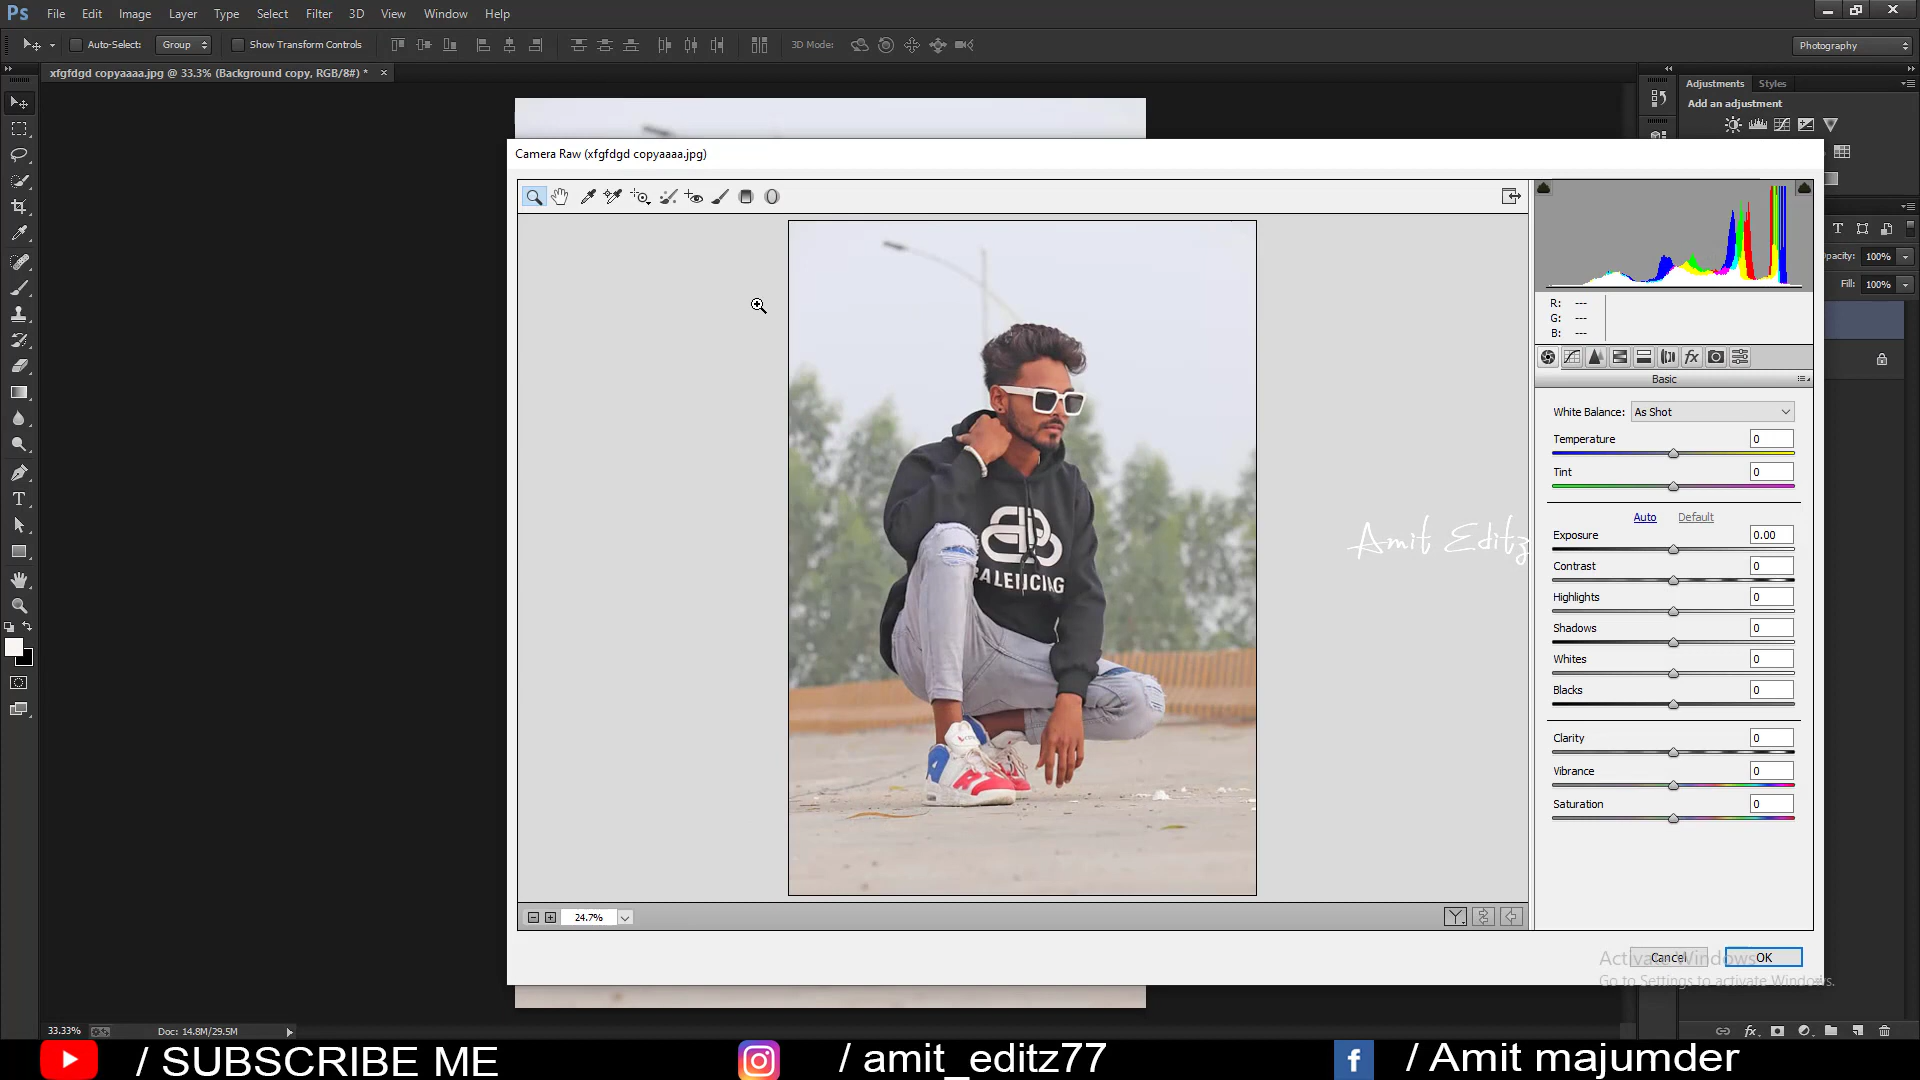 Ps File Edit Image Layer Type Select Filter 3D View Window Help
Auto-Select: Group Show Transform Controls 3D Mode: Photography
xfgfdgd copyaaaa.jpg @ 33.3% (Background copy, RGB/8#) * ×
Adjustments Styles
Add an adjustment
Camera Raw (xfgfdgd copyaaaa.jpg)
Opacity: 100%
Fill: 100%
R: ---
G: ---
B: ---
Basic
White Balance: As Shot
Temperature 0
Tint 0
Auto Default
Exposure 0.00
Contrast 0
Highlights 0
Shadows 0
Whites 0
Blacks 0
Clarity 0
Vibrance 0
Saturation 0
Amit Editz
BALENCING
24.7%
Cancel OK
Activate Windows
Go to Settings to activate Windows.
33.33% Doc: 14.8M/29.5M
/ SUBSCRIBE ME / amit_editz77 / Amit majumder